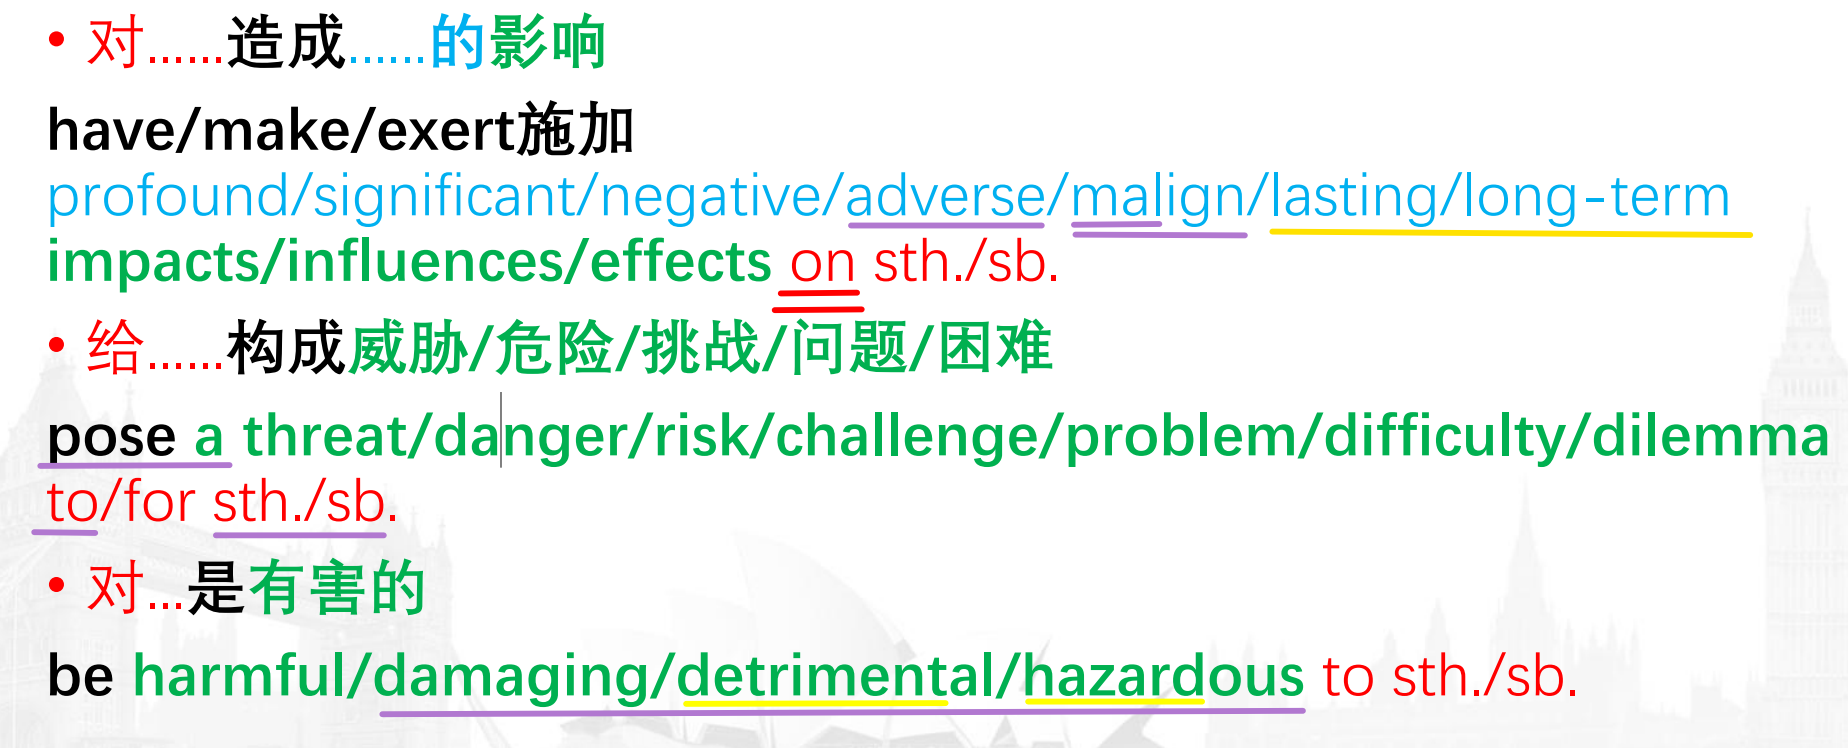 • 对......造成......的影响
have/make/exert施加
profound/significant/negative/adverse/malign/lasting/long-term
impacts/influences/effects on sth./sb.
• 给......构成威胁/危险/挑战/问题/困难
pose a threat/danger/risk/challenge/problem/difficulty/dilemma
to/for sth./sb.
• 对...是有害的
be harmful/damaging/detrimental/hazardous to sth./sb.